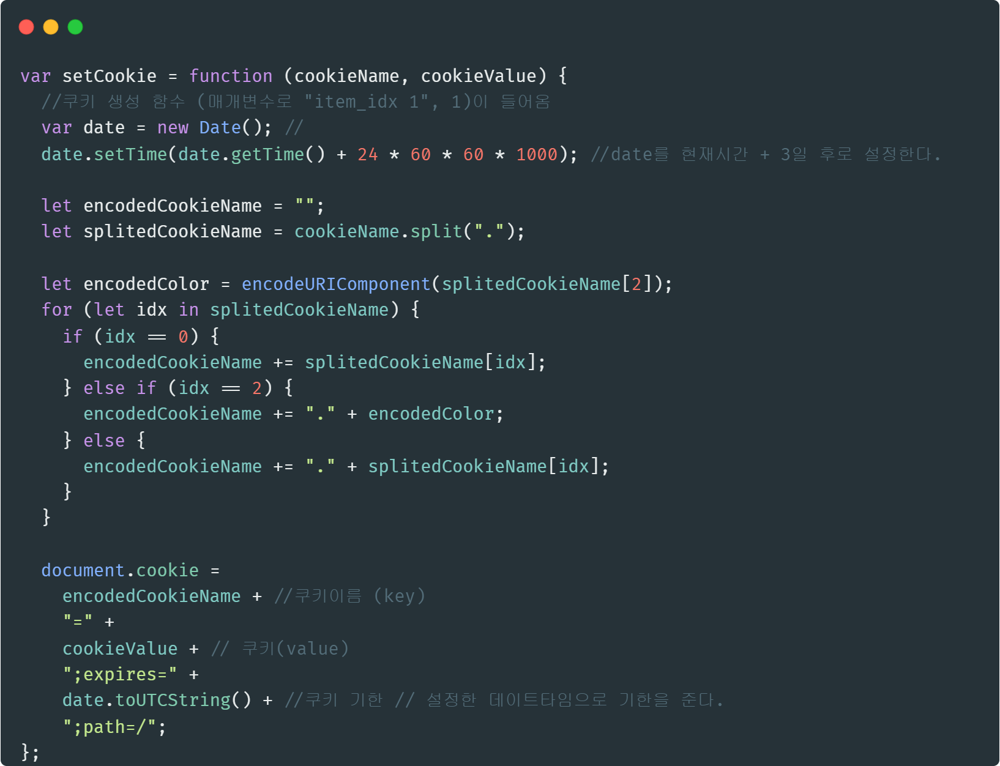 var setCookie = function (cookieName, cookieValue) {
  //쿠키 생성 함수 (매개변수로 "item_idx 1", 1)이 들어옴
  var date = new Date(); //
  date.setTime(date.getTime() + 24 * 60 * 60 * 1000); //date를 현재시간 + 3일 후로 설정한다.
  let encodedCookieName = "";
  let splitedCookieName = cookieName.split(".");
  let encodedColor = encodeURIComponent(splitedCookieName[2]);
  for (let idx in splitedCookieName) {
    if (idx == 0) {
      encodedCookieName += splitedCookieName[idx];
    } else if (idx == 2) {
      encodedCookieName += "." + encodedColor;
    } else {
      encodedCookieName += "." + splitedCookieName[idx];
    }
  }
  document.cookie =
    encodedCookieName + //쿠키이름 (key)
    "=" +
    cookieValue + // 쿠키(value)
    ";expires=" +
    date.toUTCString() + //쿠키 기한 // 설정한 데이트타임으로 기한을 준다.
    ";path=/";
};